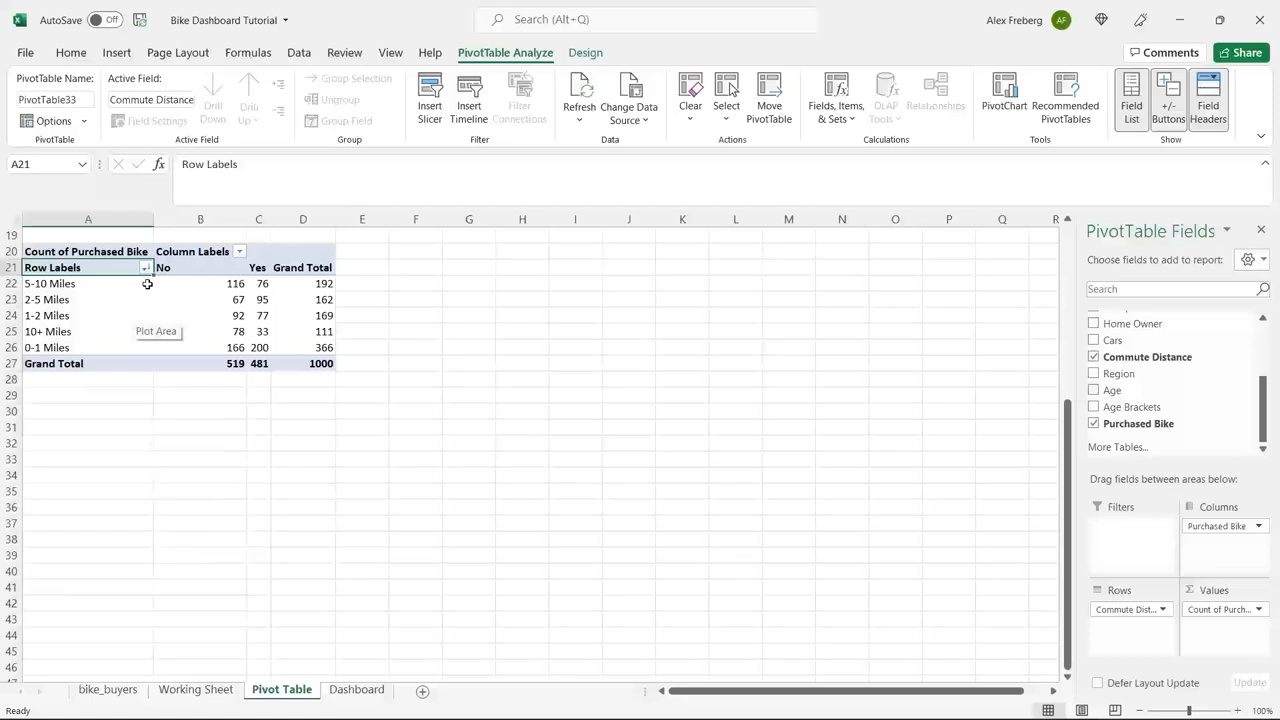 AutoSave Off Bike Dashboard Tutorial Search (Alt+Q) Alex Freberg AF
File Home Insert Page Layout Formulas Data Review View Help PivotTable Analyze Design Comments Share
PivotTable Name:
PivotTable33
Options
PivotTable
Active Field:
Commute Distance
Field Settings
Drill Down
Drill Up
Active Field
Group Selection
Ungroup
Group Field
Group
Insert Slicer
Insert Timeline
Filter Connections
Filter
Refresh
Change Data Source
Data
Clear
Select
Move PivotTable
Actions
Fields, Items, & Sets
OLAP Tools
Relationships
Calculations
PivotChart
Recommended PivotTables
Tools
Field List
+/- Buttons
Field Headers
Show
A21 fx Row Labels
A B C D E F G H I J K L M N O P Q R
19
20 Count of Purchased Bike Column Labels
21 Row Labels No Yes Grand Total
22 5-10 Miles 116 76 192
23 2-5 Miles 67 95 162
24 1-2 Miles 92 77 169
25 10+ Miles 78 33 111
26 0-1 Miles 166 200 366
27 Grand Total 519 481 1000
Plot Area
28
29
30
31
32
33
34
35
36
37
38
39
40
41
42
43
44
45
46
PivotTable Fields
Choose fields to add to report:
Search
Home Owner
Cars
Commute Distance
Region
Age
Age Brackets
Purchased Bike
More Tables...
Drag fields between areas below:
Filters
Columns
Purchased Bike
Rows
Commute Dist...
Σ Values
Count of Purch...
Defer Layout Update Update
bike_buyers Working Sheet Pivot Table Dashboard
Ready 100%